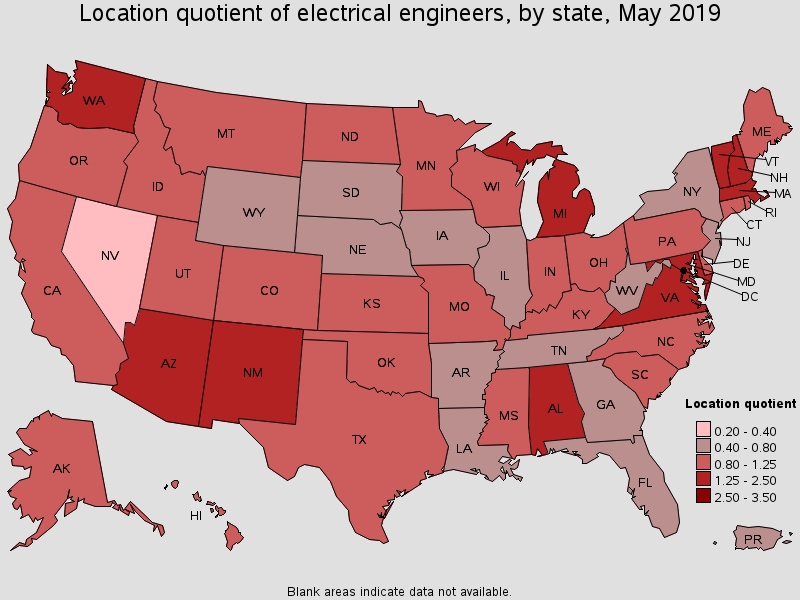 Location quotient of electrical engineers, by state, May 2019
WA
MT
ND
ME
OR
MN
VT
ID
SD
WI
NH
NY
MA
WY
MI
RI
CT
IA
NV
NE
PA
NJ
IL
IN
OH
DE
UT
MD
CA
CO
WV
VA
DC
KS
MO
KY
NC
TN
AZ
OK
NM
AR
SC
Location quotient
MS
AL
GA
0.20 - 0.40
TX
0.40 - 0.80
LA
0.80 - 1.25
AK
FL
1.25 - 2.50
2.50 - 3.50
HI
PR
Blank areas indicate data not available.